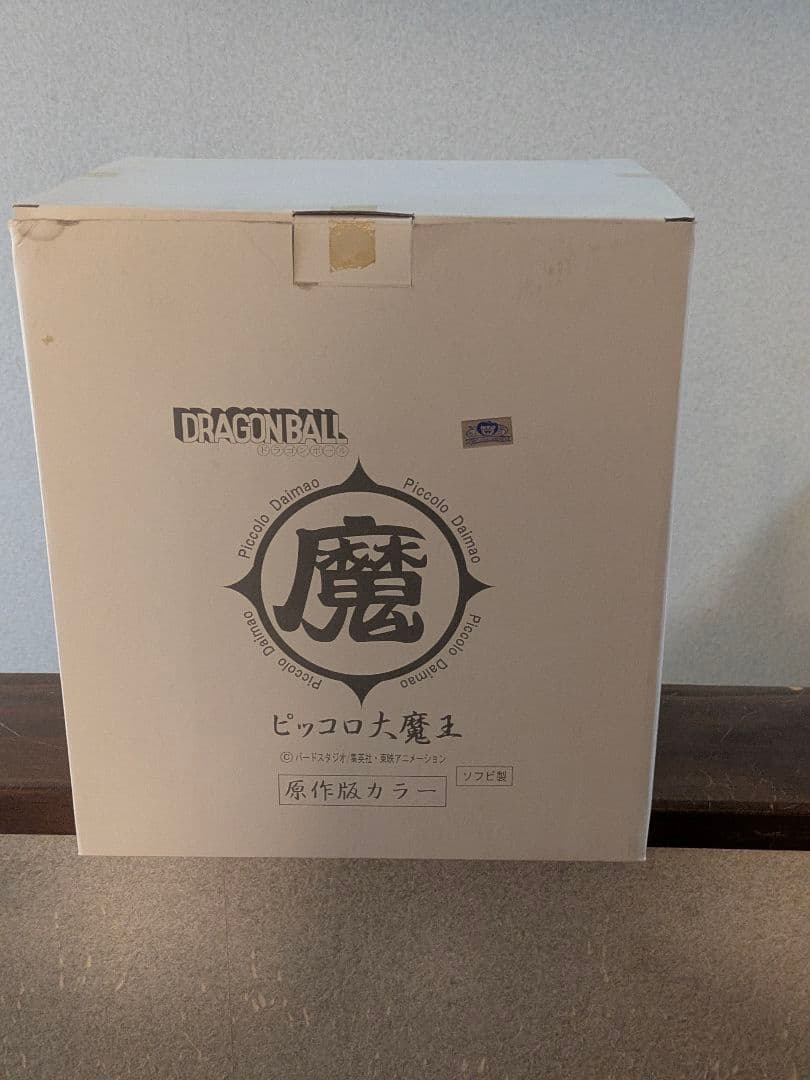 DRAGON BALL
ドラゴンボール
Piccolo Daimao
Piccolo Daimao
魔
Piccolo Daimao
Piccolo Daimao
ピッコロ大魔王
©バードスタジオ/集英社・東映アニメーション
ソフビ製
原作版カラー